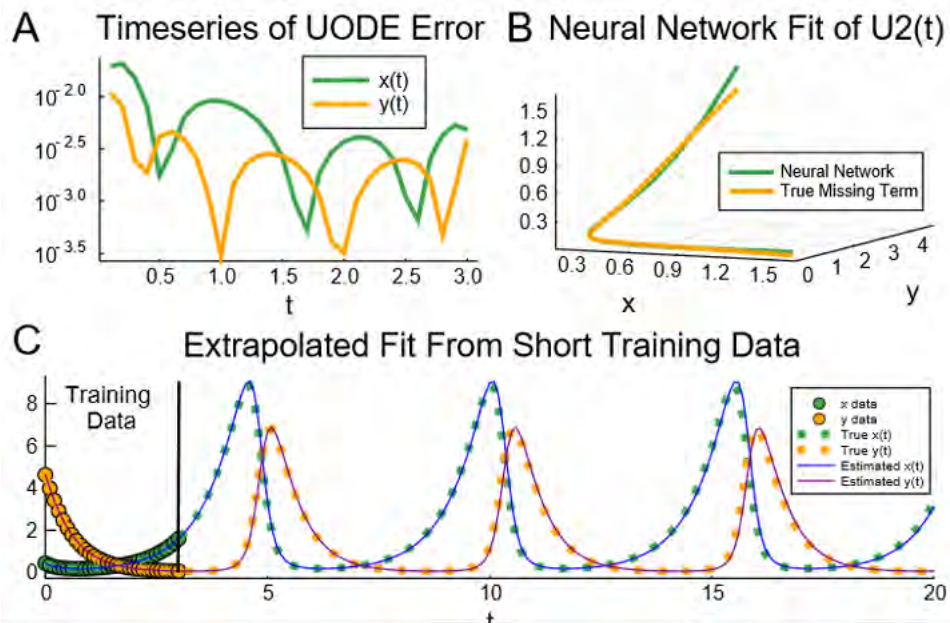 A Timeseries of UODE Error
10^-2.0
10^-2.5
10^-3.0
10^-3.5
x(t)
y(t)
0.5 1.0 1.5 2.0 2.5 3.0
t
B Neural Network Fit of U2(t)
1.5
1.2
0.9
0.6
0.3
Neural Network
True Missing Term
0.3 0.6 0.9 1.2 1.5
0 1 2 3 4
x
y
C Extrapolated Fit From Short Training Data
8
6
4
2
0
Training
Data
x data
y data
True x(t)
True y(t)
Estimated x(t)
Estimated y(t)
0 5 10 15 20
t